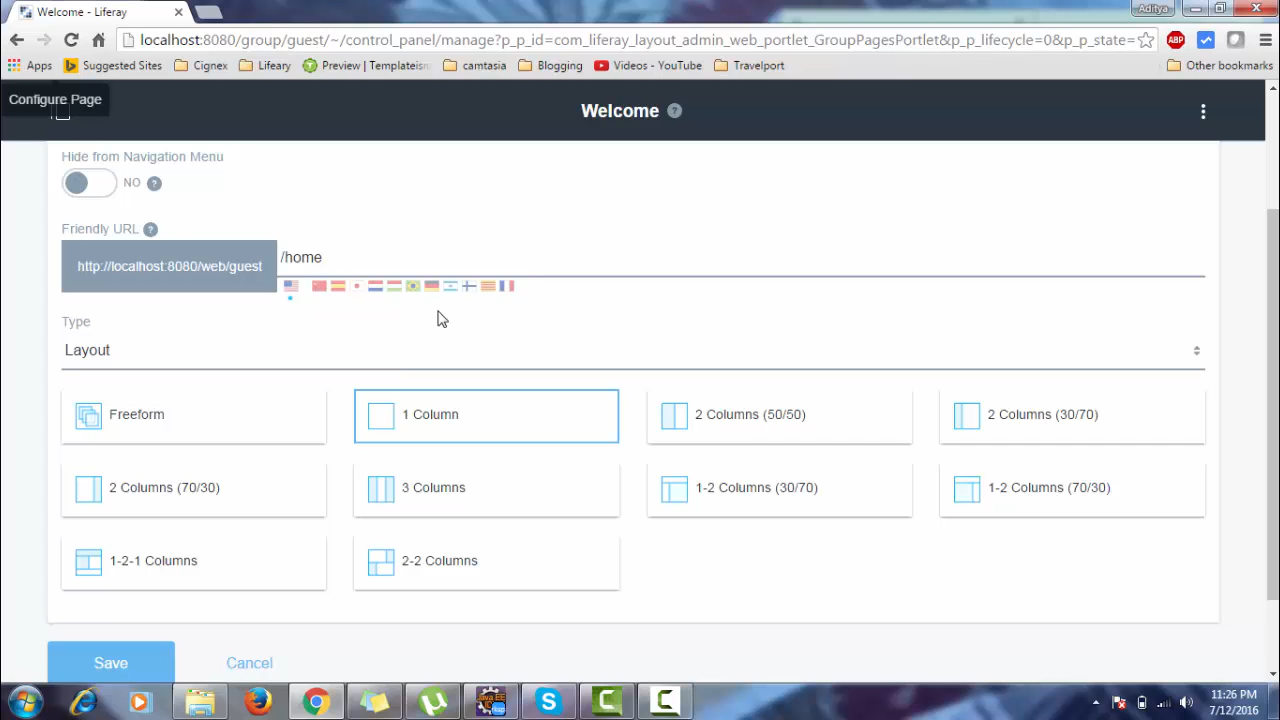 Welcome - Liferay
Aditya
localhost:8080/group/guest/~/control_panel/manage?p_p_id=com_liferay_layout_admin_web_portlet_GroupPagesPortlet&p_p_lifecycle=0&p_p_state=
ABP
Apps
Suggested Sites
Cignex
Lifeary
Preview | Templateism
camtasia
Blogging
Videos - YouTube
Travelport
Other bookmarks
Configure Page
Welcome
Hide from Navigation Menu
NO
Friendly URL
http://localhost:8080/web/guest
/home
Type
Layout
Freeform
1 Column
2 Columns (50/50)
2 Columns (30/70)
2 Columns (70/30)
3 Columns
1-2 Columns (30/70)
1-2 Columns (70/30)
1-2-1 Columns
2-2 Columns
Save
Cancel
11:26 PM
7/12/2016